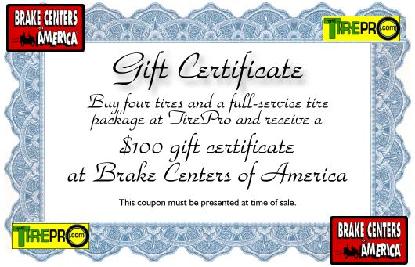 BRAKE CENTERS
AMERICA
TIREPRO.com
Gift Certificate
Buy four tires and a full-service tire
package at TirePro and receive a
$100 gift certificate
at Brake Centers of America
This coupon must be presented at time of sale.
TIREPRO.com
BRAKE CENTERS
AMERICA